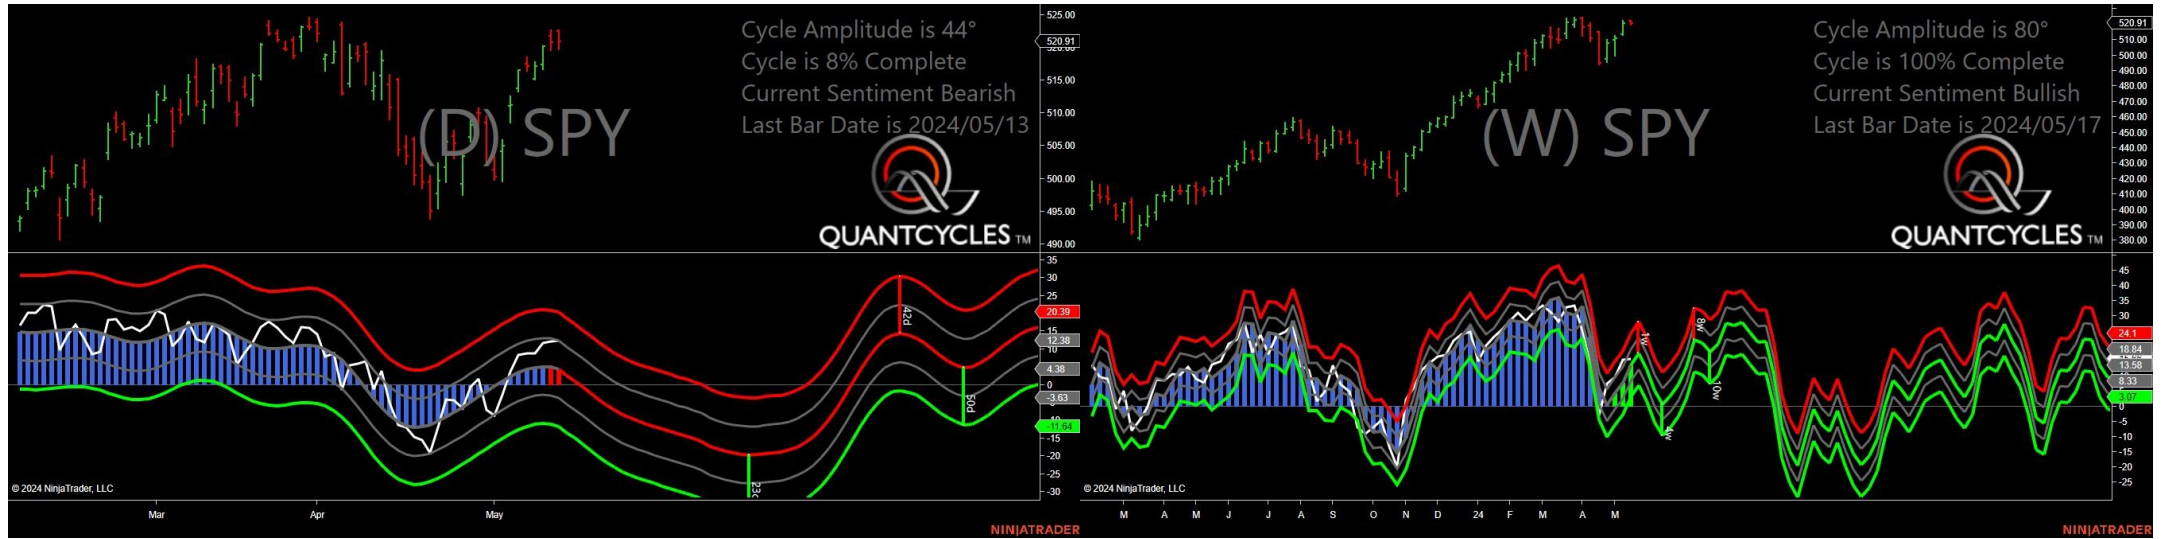 Cycle Amplitude is 44°
Cycle is 8% Complete
Current Sentiment Bearish
Last Bar Date is 2024/05/13
(D) SPY
QUANTCYCLES TM
525.00
520.91
515.00
510.00
505.00
500.00
495.00
490.00
35
30
25
20.39
15
12.38
10
4.38
0
-3.63
-11.64
-15
-20
-25
-30
42d
50d
© 2024 NinjaTrader, LLC
Mar Apr May
NINJATRADER
Cycle Amplitude is 80°
Cycle is 100% Complete
Current Sentiment Bullish
Last Bar Date is 2024/05/17
(W) SPY
QUANTCYCLES TM
520.91
510.00
500.00
490.00
480.00
470.00
460.00
450.00
440.00
430.00
420.00
410.00
400.00
390.00
380.00
45
40
35
30
24.1
18.84
13.58
8.33
3.07
0
-5
-10
-15
-20
-25
1w
8w
10w
4w
© 2024 NinjaTrader, LLC
M A M J J A S O N D 24 F M A M
NINJATRADER